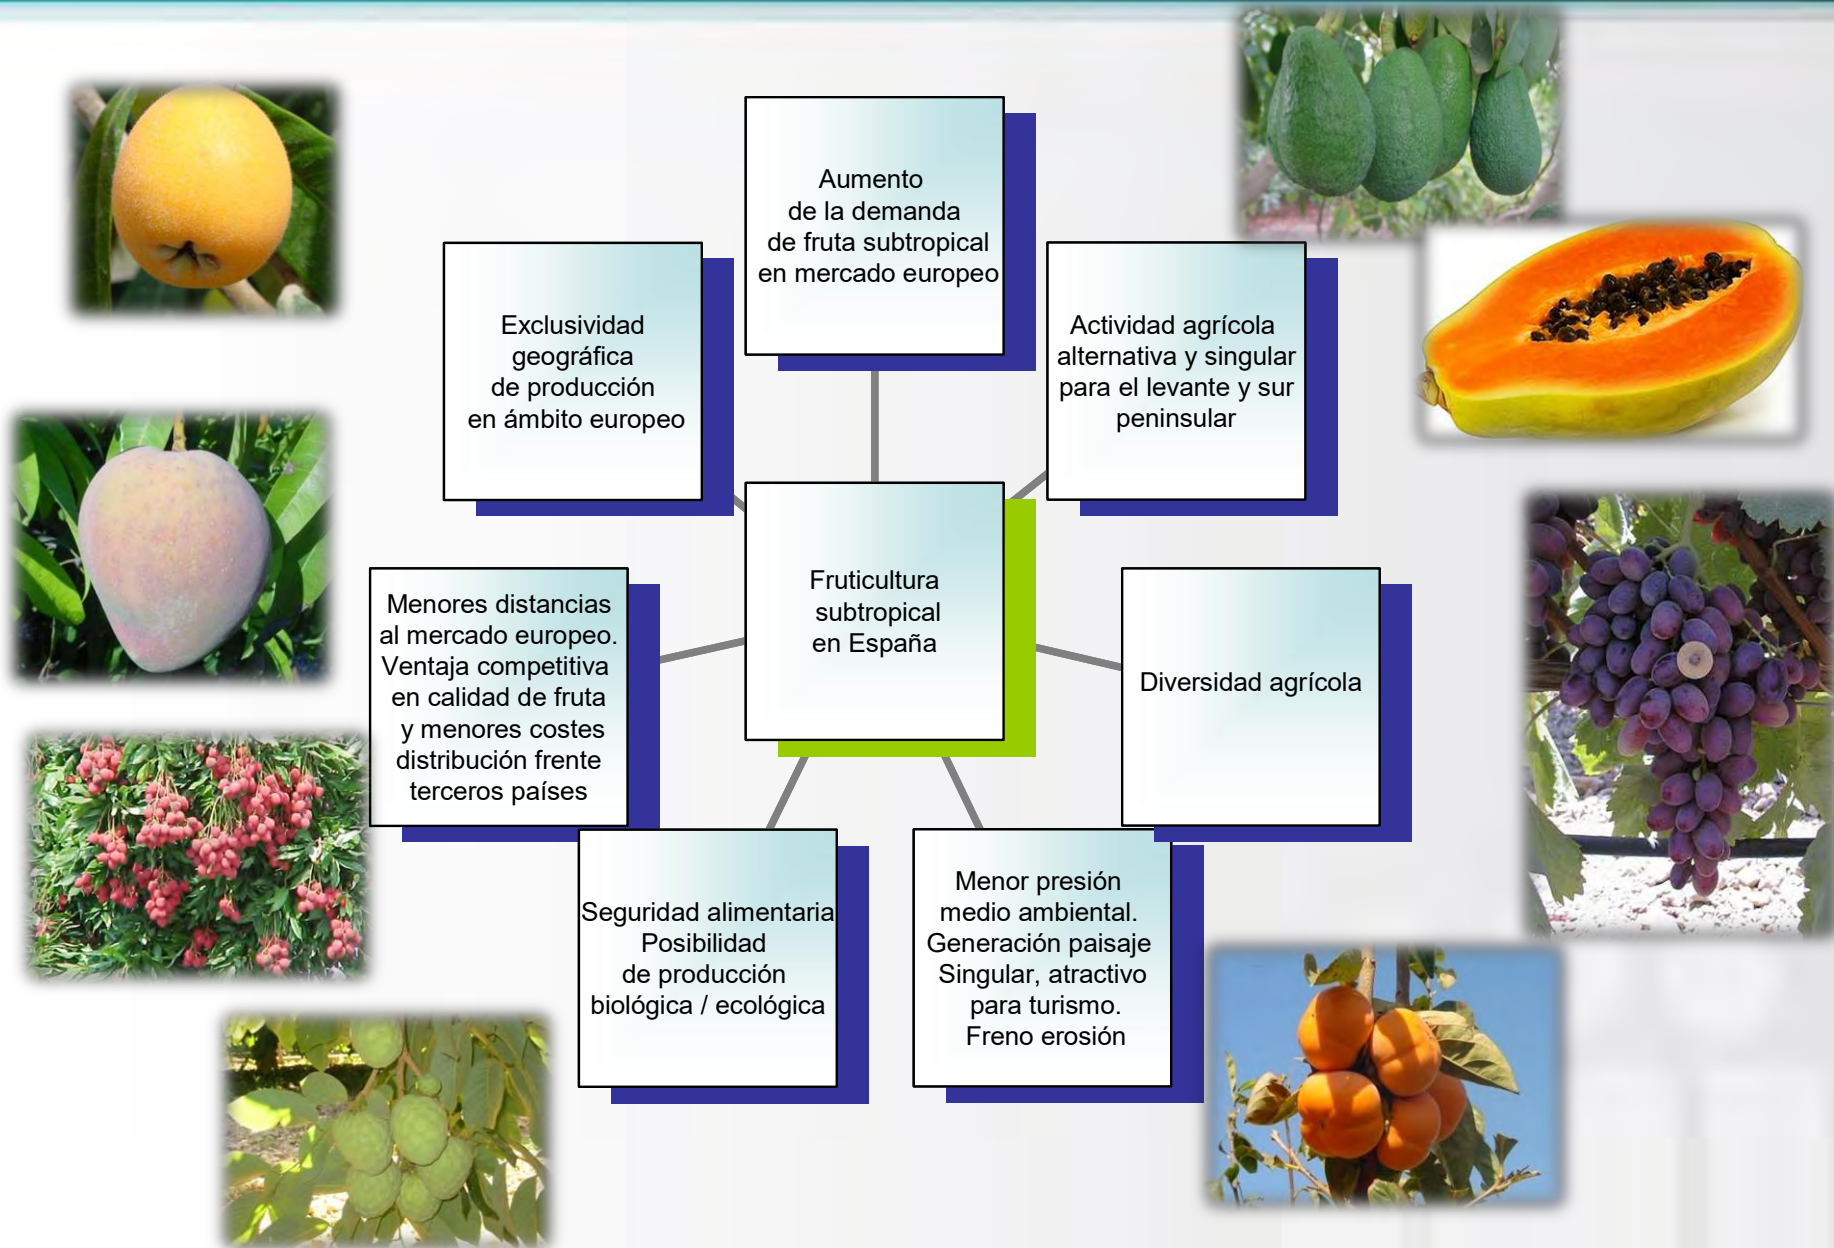 Aumento
de la demanda
de fruta subtropical
en mercado europeo
Exclusividad
geográfica
de producción
en ámbito europeo
Actividad agrícola
alternativa y singular
para el levante y sur
peninsular
Menores distancias
al mercado europeo.
Ventaja competitiva
en calidad de fruta
y menores costes
distribución frente
terceros países
Fruticultura
subtropical
en España
Diversidad agrícola
Seguridad alimentaria
Posibilidad
de producción
biológica / ecológica
Menor presión
medio ambiental.
Generación paisaje
Singular, atractivo
para turismo.
Freno erosión